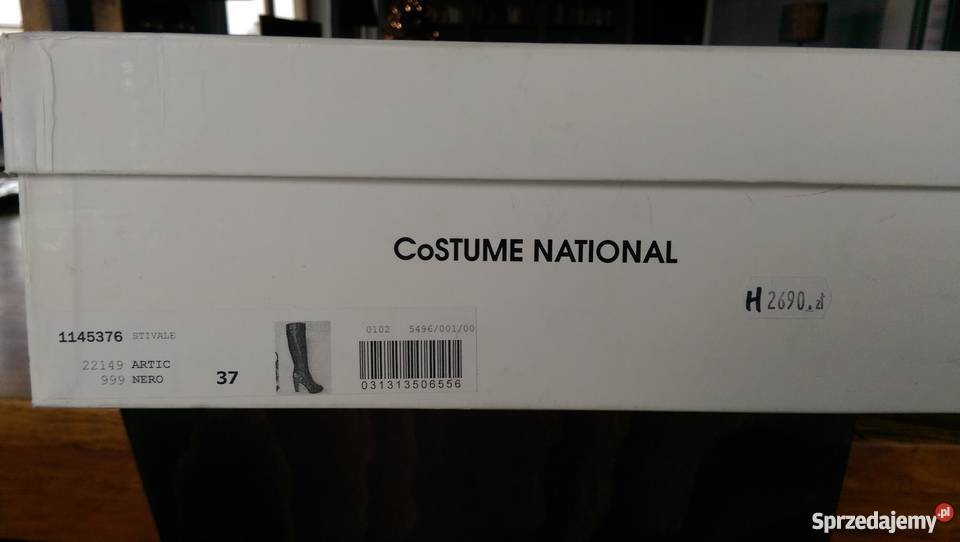 CoSTUME NATIONAL
H 2690.zł
1145376 STIVALE
22149 ARTIC
999 NERO
37
0102 5496/001/00
031313506556
Sprzedajemy.pl